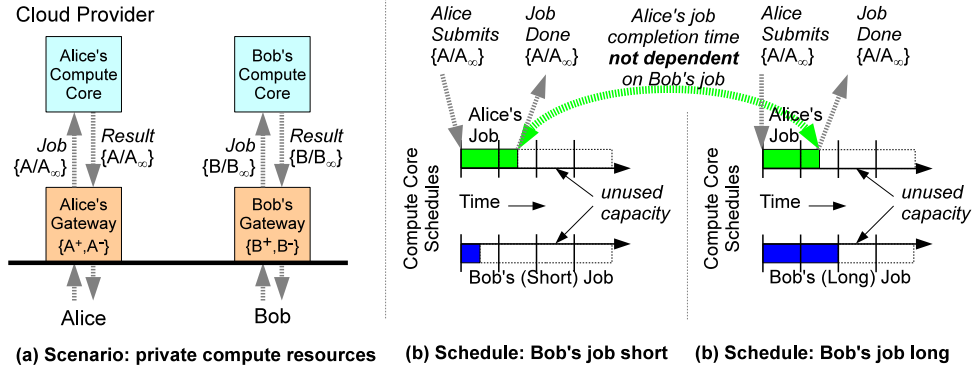 Cloud Provider
Alice's
Compute
Core
Bob's
Compute
Core
Job
{A/A∞}
Result
{A/A∞}
Job
{B/B∞}
Result
{B/B∞}
Alice's
Gateway
{A⁺,A⁻}
Bob's
Gateway
{B⁺,B⁻}
Alice
Bob
(a) Scenario: private compute resources
Alice
Submits
{A/A∞}
Job
Done
{A/A∞}
Alice's job
completion time
not dependent
on Bob's job
Alice
Submits
{A/A∞}
Job
Done
{A/A∞}
Compute Core
Schedules
Alice's
Job
Time
unused
capacity
Bob's (Short) Job
(b) Schedule: Bob's job short
Compute Core
Schedules
Alice's
Job
Time
unused
capacity
Bob's (Long) Job
(b) Schedule: Bob's job long